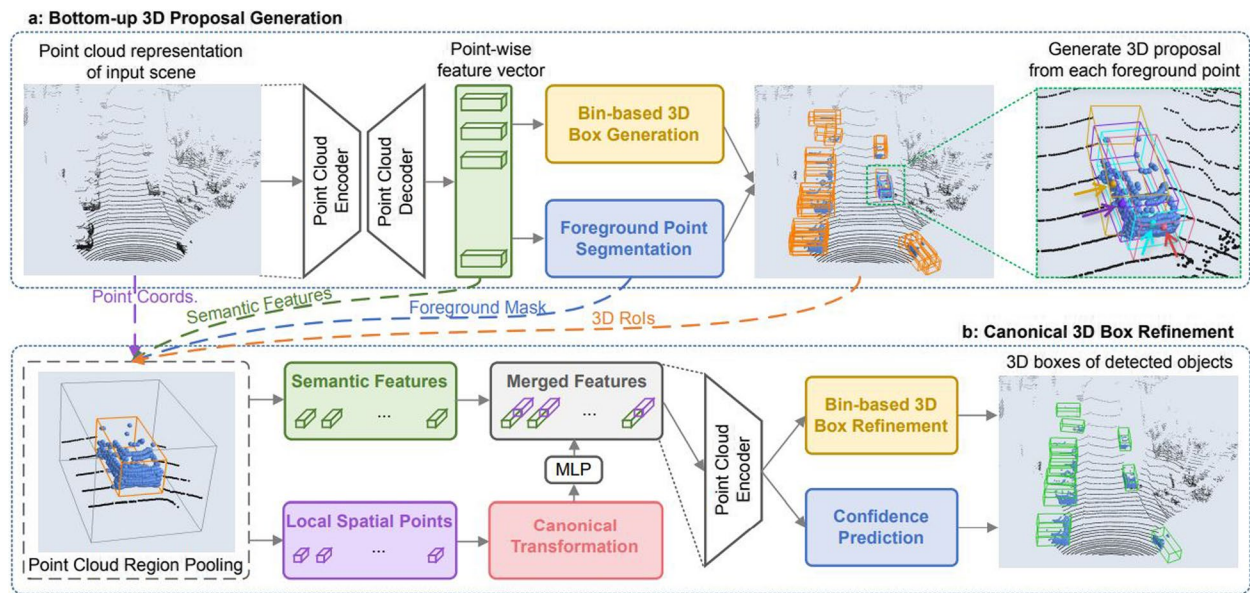 a: Bottom-up 3D Proposal Generation
Point cloud representation
of input scene
Point Cloud
Encoder
Point Cloud
Decoder
Point-wise
feature vector
Bin-based 3D
Box Generation
Foreground Point
Segmentation
Generate 3D proposal
from each foreground point
Point Coords.
Semantic Features
Foreground Mask
3D RoIs
b: Canonical 3D Box Refinement
Point Cloud Region Pooling
Semantic Features
...
Local Spatial Points
...
Merged Features
...
MLP
Canonical
Transformation
Point Cloud
Encoder
Bin-based 3D
Box Refinement
Confidence
Prediction
3D boxes of detected objects